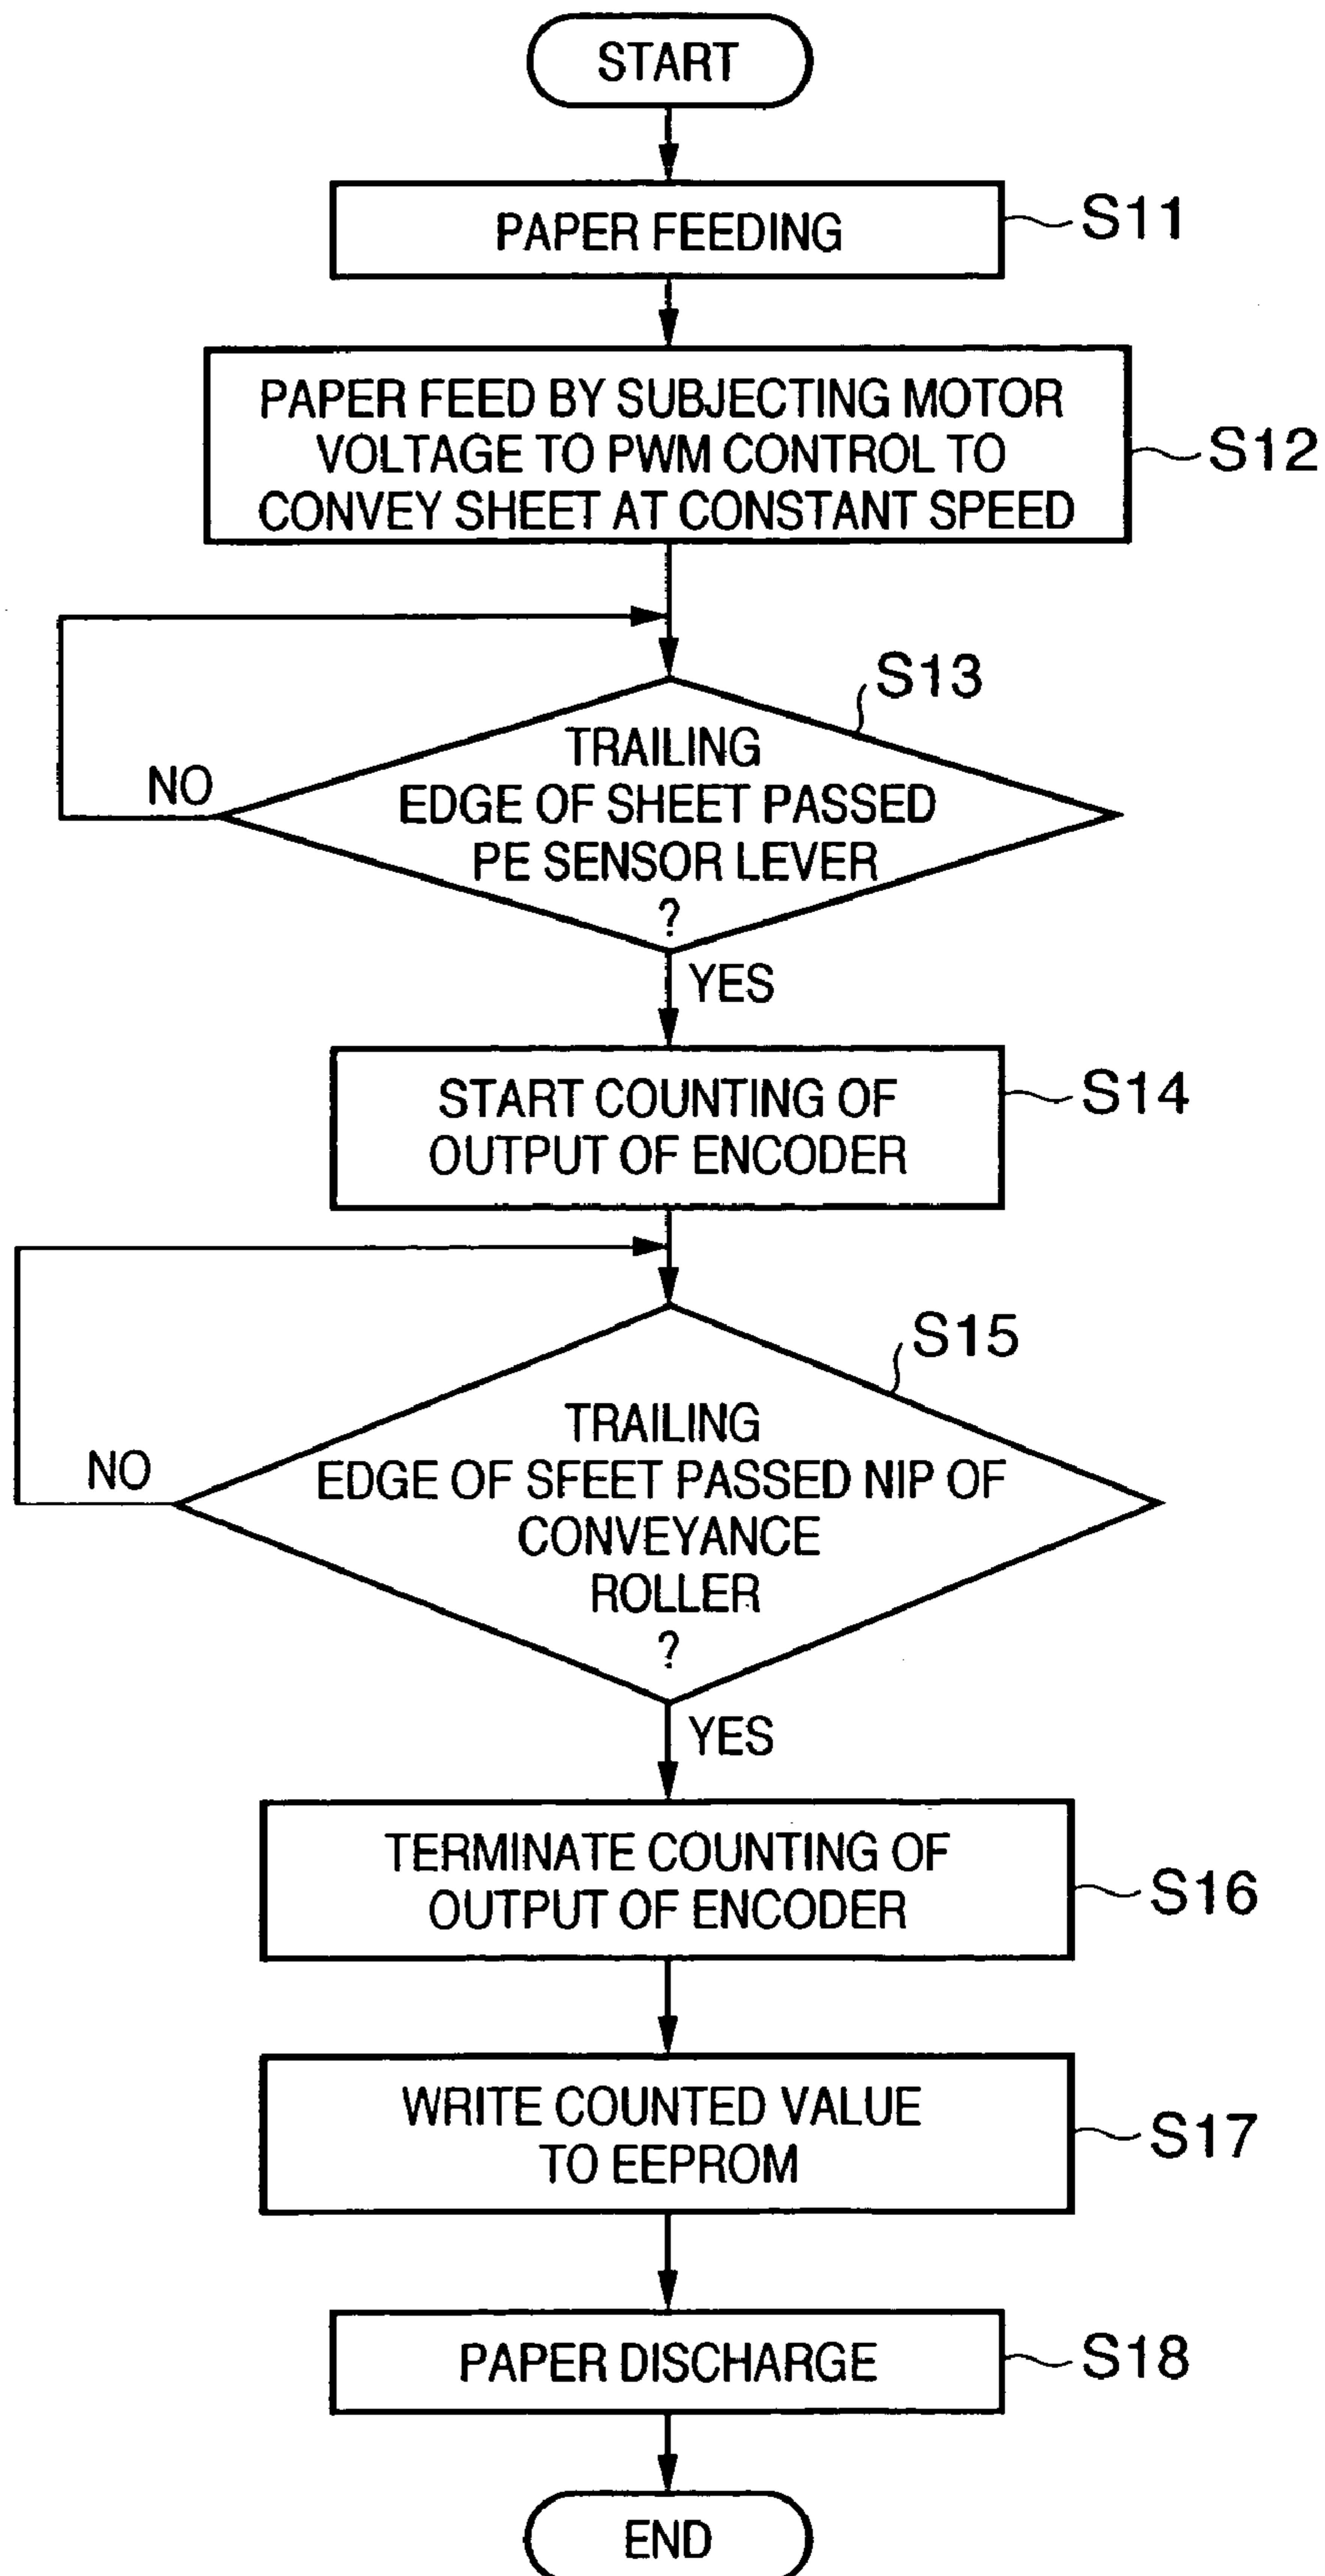 START
PAPER FEEDING
S11
PAPER FEED BY SUBJECTING MOTOR
VOLTAGE TO PWM CONTROL TO
CONVEY SHEET AT CONSTANT SPEED
S12
S13
TRAILING
EDGE OF SHEET PASSED
PE SENSOR LEVER
?
NO
YES
START COUNTING OF
OUTPUT OF ENCODER
S14
S15
TRAILING
EDGE OF SFEET PASSED NIP OF
CONVEYANCE
ROLLER
?
NO
YES
TERMINATE COUNTING OF
OUTPUT OF ENCODER
S16
WRITE COUNTED VALUE
TO EEPROM
S17
PAPER DISCHARGE
S18
END